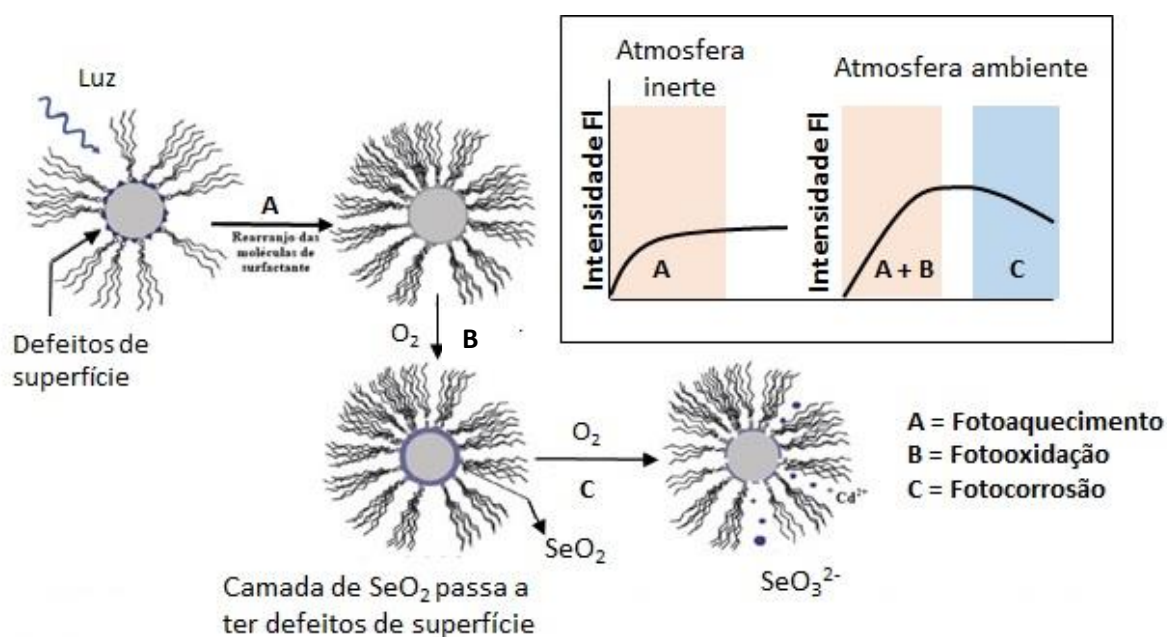 Luz
A
Rearranjo das
moléculas de
surfactante
Defeitos de
superfície
O2
B
O2
C
SeO2
Camada de SeO2 passa a
ter defeitos de superfície
Cd2+
SeO32-
Atmosfera
inerte
Intensidade Fl
A
Atmosfera ambiente
Intensidade Fl
A + B
C
A = Fotoaquecimento
B = Fotooxidação
C = Fotocorrosão